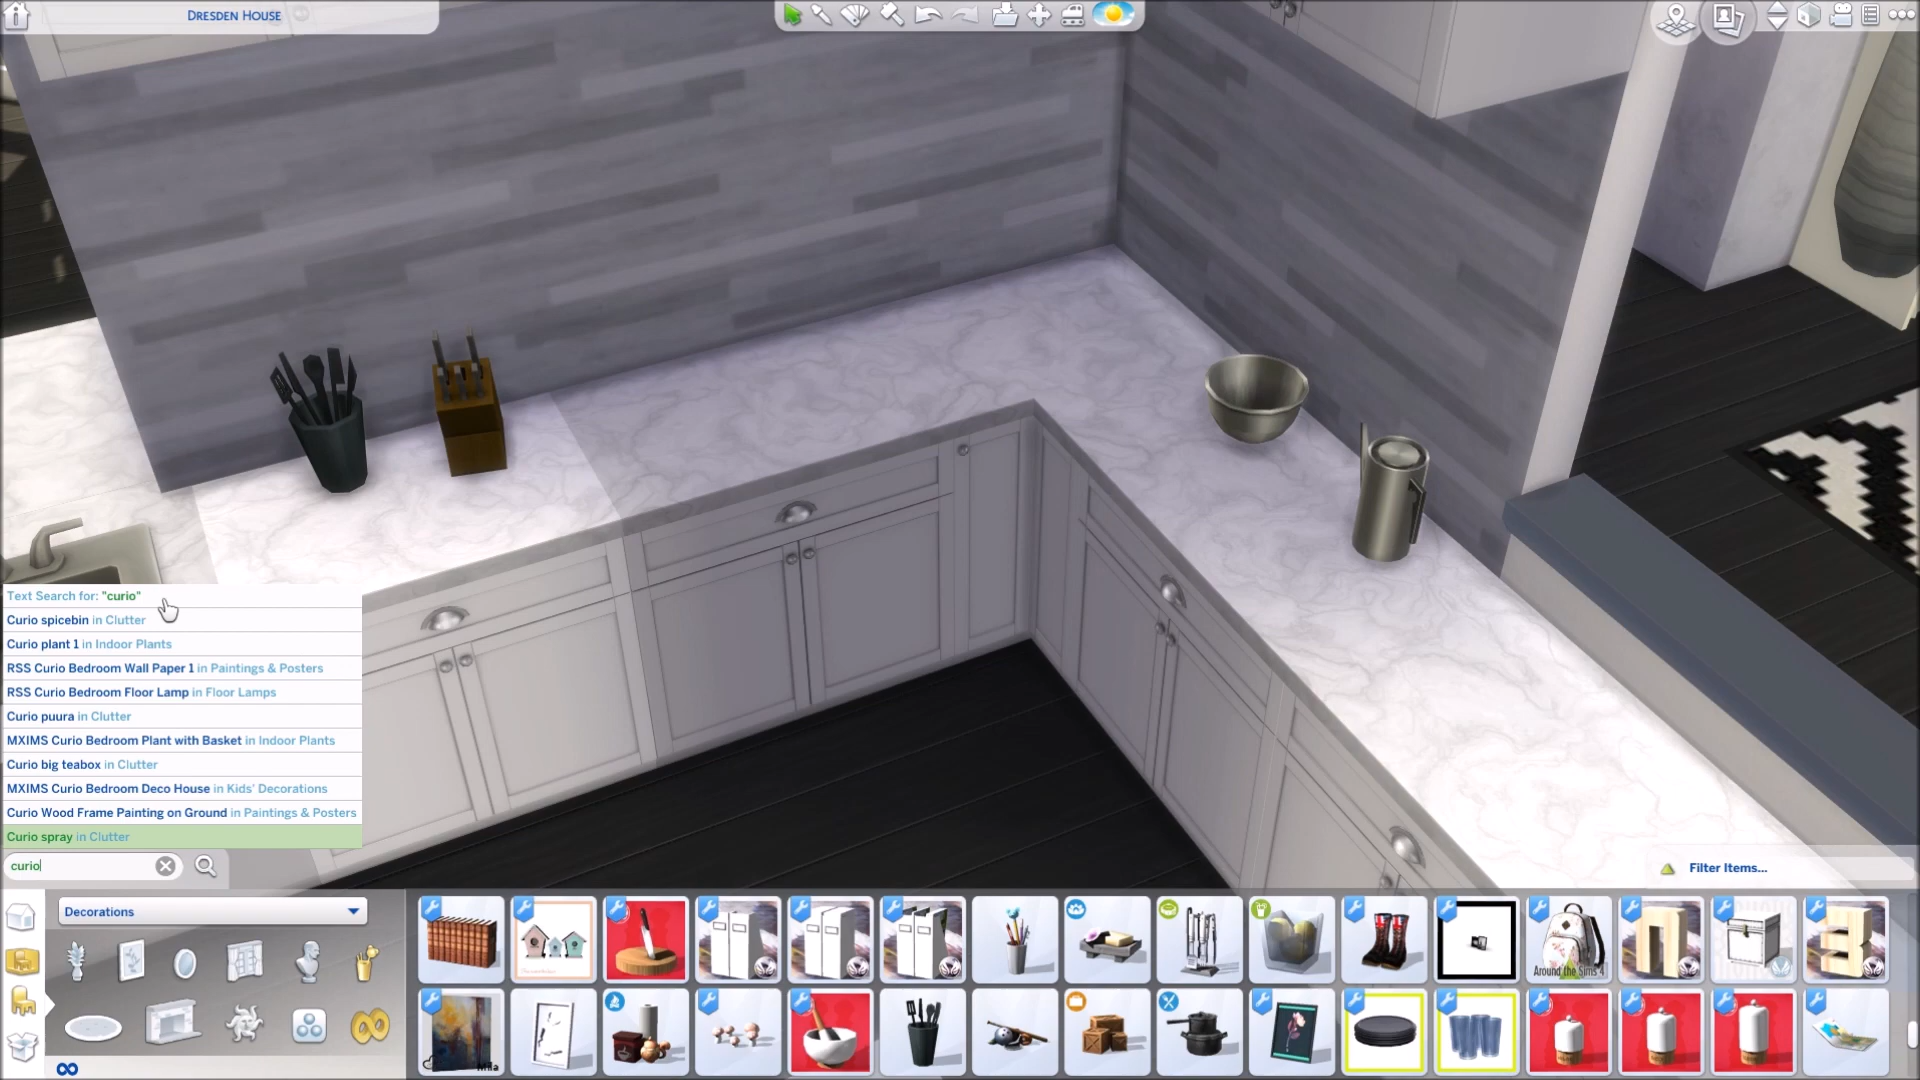 DRESDEN HOUSE
Text Search for: "curio"
Curio spicebin in Clutter
Curio plant 1 in Indoor Plants
RSS Curio Bedroom Wall Paper 1 in Paintings & Posters
RSS Curio Bedroom Floor Lamp in Floor Lamps
Curio puura in Clutter
MXIMS Curio Bedroom Plant with Basket in Indoor Plants
Curio big teabox in Clutter
MXIMS Curio Bedroom Deco House in Kids' Decorations
Curio Wood Frame Painting on Ground in Paintings & Posters
Curio spray in Clutter
curio
Filter Items...
Decorations
Around the Sims 4